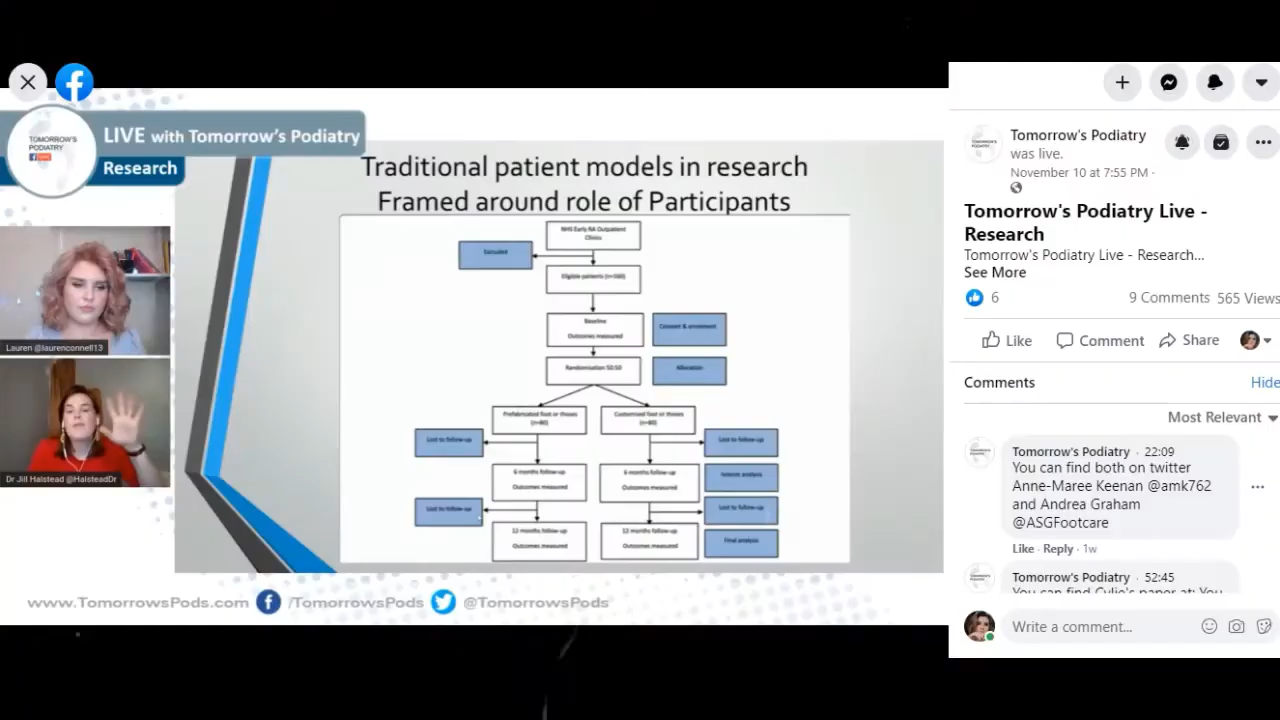 TOMORROW'S
PODIATRY
LIVE with Tomorrow's Podiatry
Research
Lauren @laurenconnell13
Dr Jill Halstead @HalsteadDr
Traditional patient models in research
Framed around role of Participants
NHS Early RA Outpatient
Clinics
Excluded
Eligible patients (n=160)
Baseline
Outcomes measured
Consent & enrolment
Randomisation 50:50
Allocation
Prefabricated foot orthoses
(n=80)
Customised foot orthoses
(n=80)
Lost to follow-up
Lost to follow-up
6 months follow-up
Outcomes measured
6 months follow-up
Outcomes measured
Interim analysis
Lost to follow-up
Lost to follow-up
12 months follow-up
Outcomes measured
12 months follow-up
Outcomes measured
Final analysis
www.TomorrowsPods.com
/TomorrowsPods
@TomorrowsPods
Tomorrow's Podiatry
was live.
November 10 at 7:55 PM ·
Tomorrow's Podiatry Live -
Research
Tomorrow's Podiatry Live - Research...
See More
6
9 Comments 565 Views
Like
Comment
Share
Comments
Hide
Most Relevant
Tomorrow's Podiatry · 22:09
You can find both on twitter
Anne-Maree Keenan @amk762
and Andrea Graham
@ASGFootcare
Like · Reply · 1w
Tomorrow's Podiatry · 52:45
You can find Cylie's paper at: You
Write a comment...